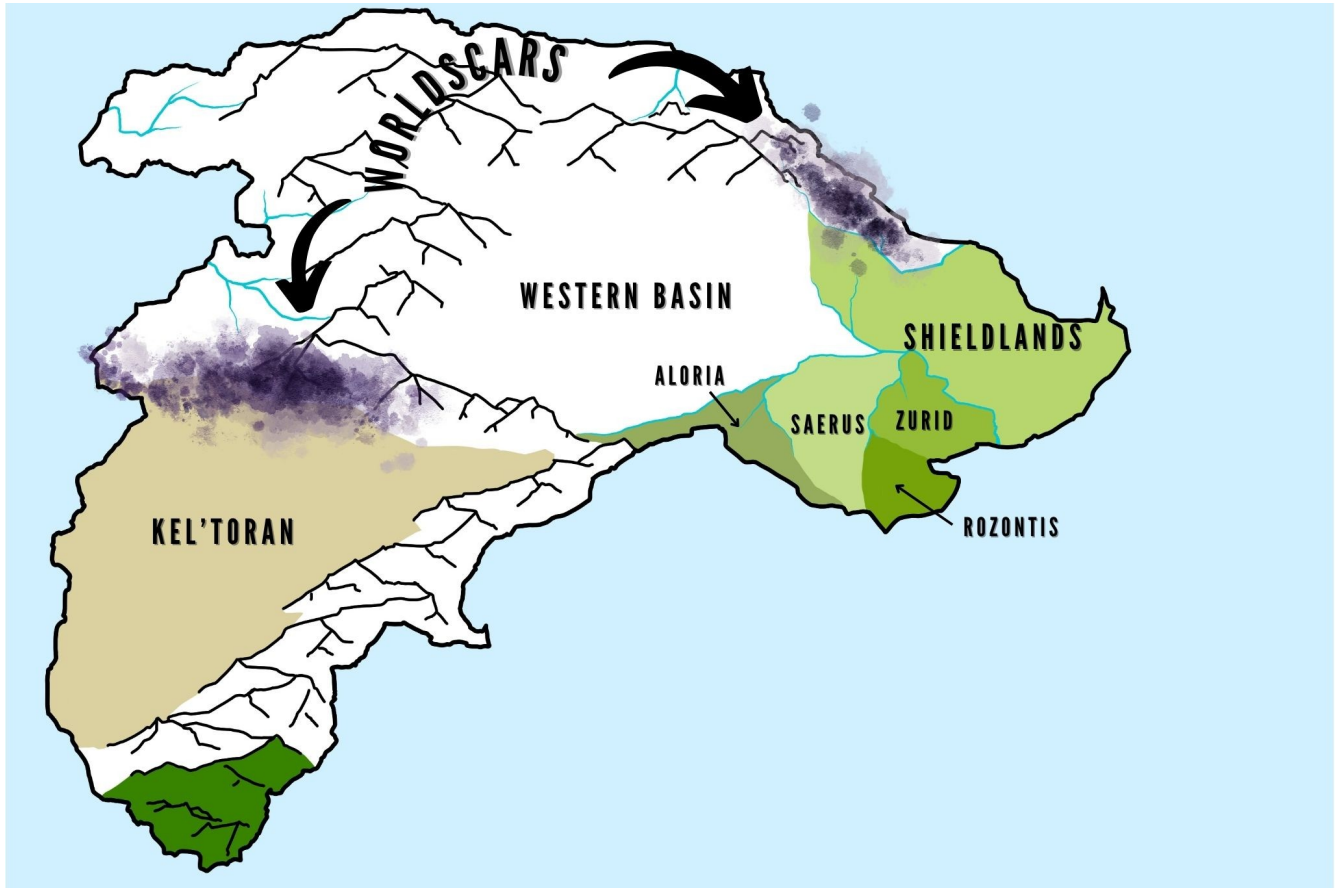 WORLDSCARS
WESTERN BASIN
SHIELDLANDS
ALORIA
SAERUS
ZURID
KEL'TORAN
ROZONTIS